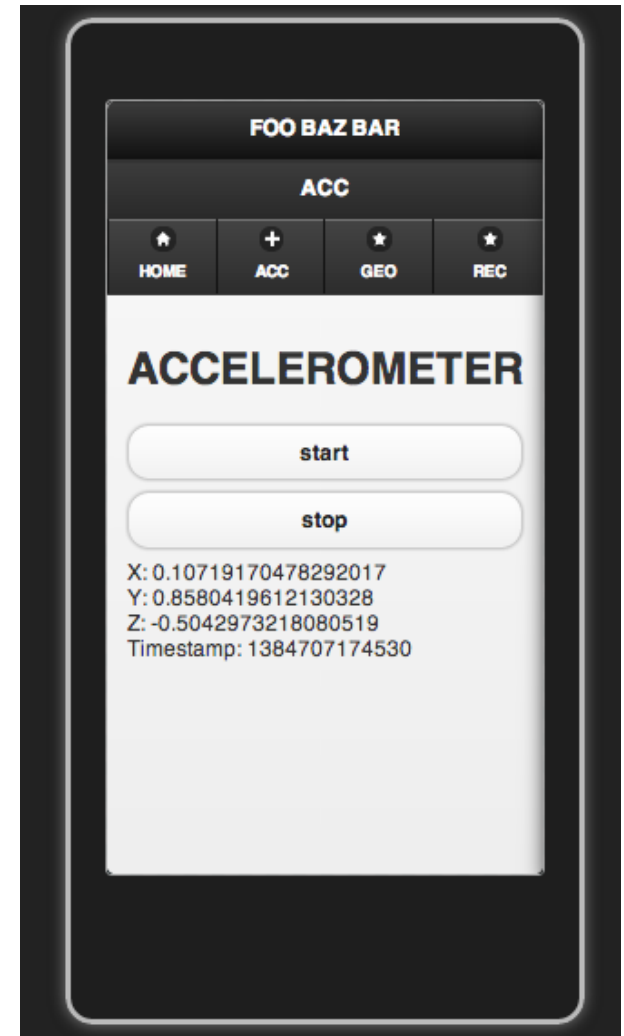 FOO BAZ BAR
ACC
HOME ACC GEO REC
ACCELEROMETER
start
stop
X: 0.10719170478292017
Y: 0.8580419612130328
Z: -0.5042973218080519
Timestamp: 1384707174530